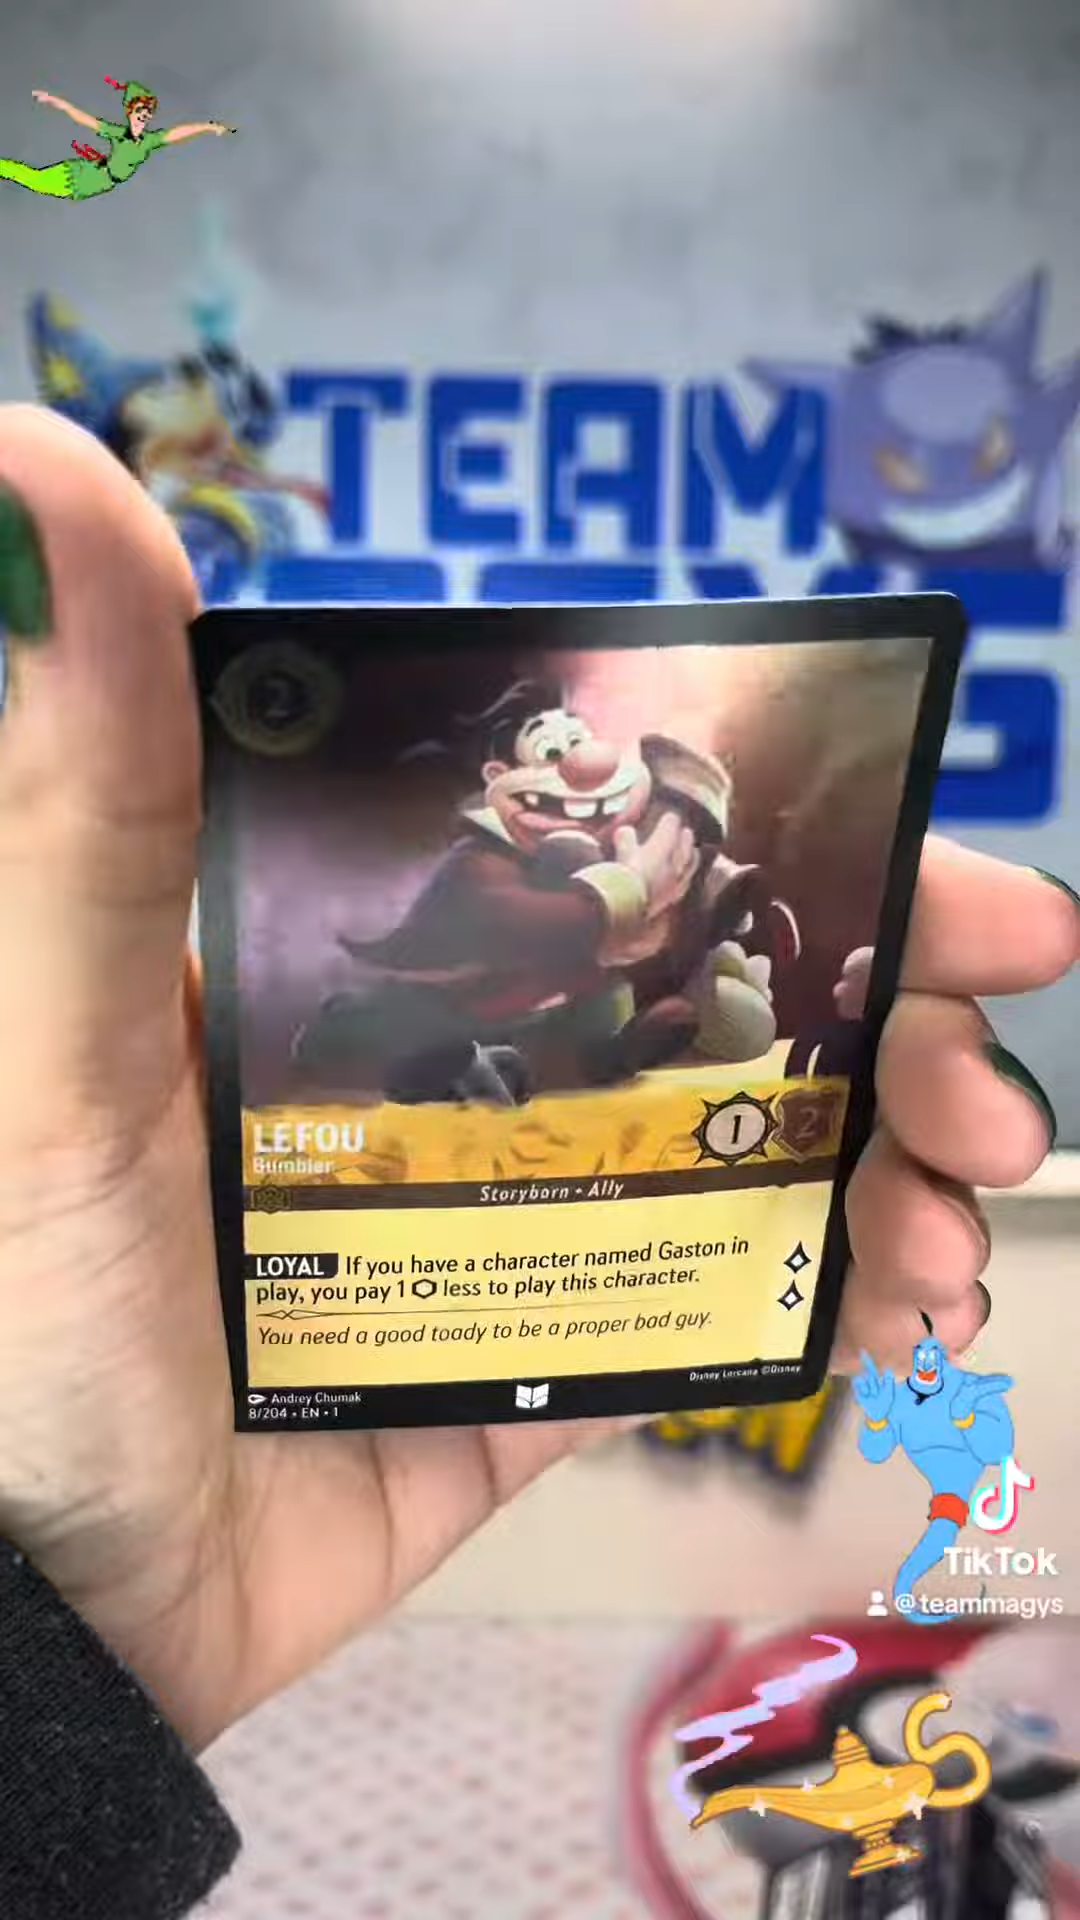 TEAM
2
LEFOU
Bumbler
1 2
Storyborn • Ally
LOYAL If you have a character named Gaston in
play, you pay 1 less to play this character.
You need a good toady to be a proper bad guy.
Disney Lorcana ©Disney
Andrey Chumak
8/204 • EN • 1
TikTok
@teammagys